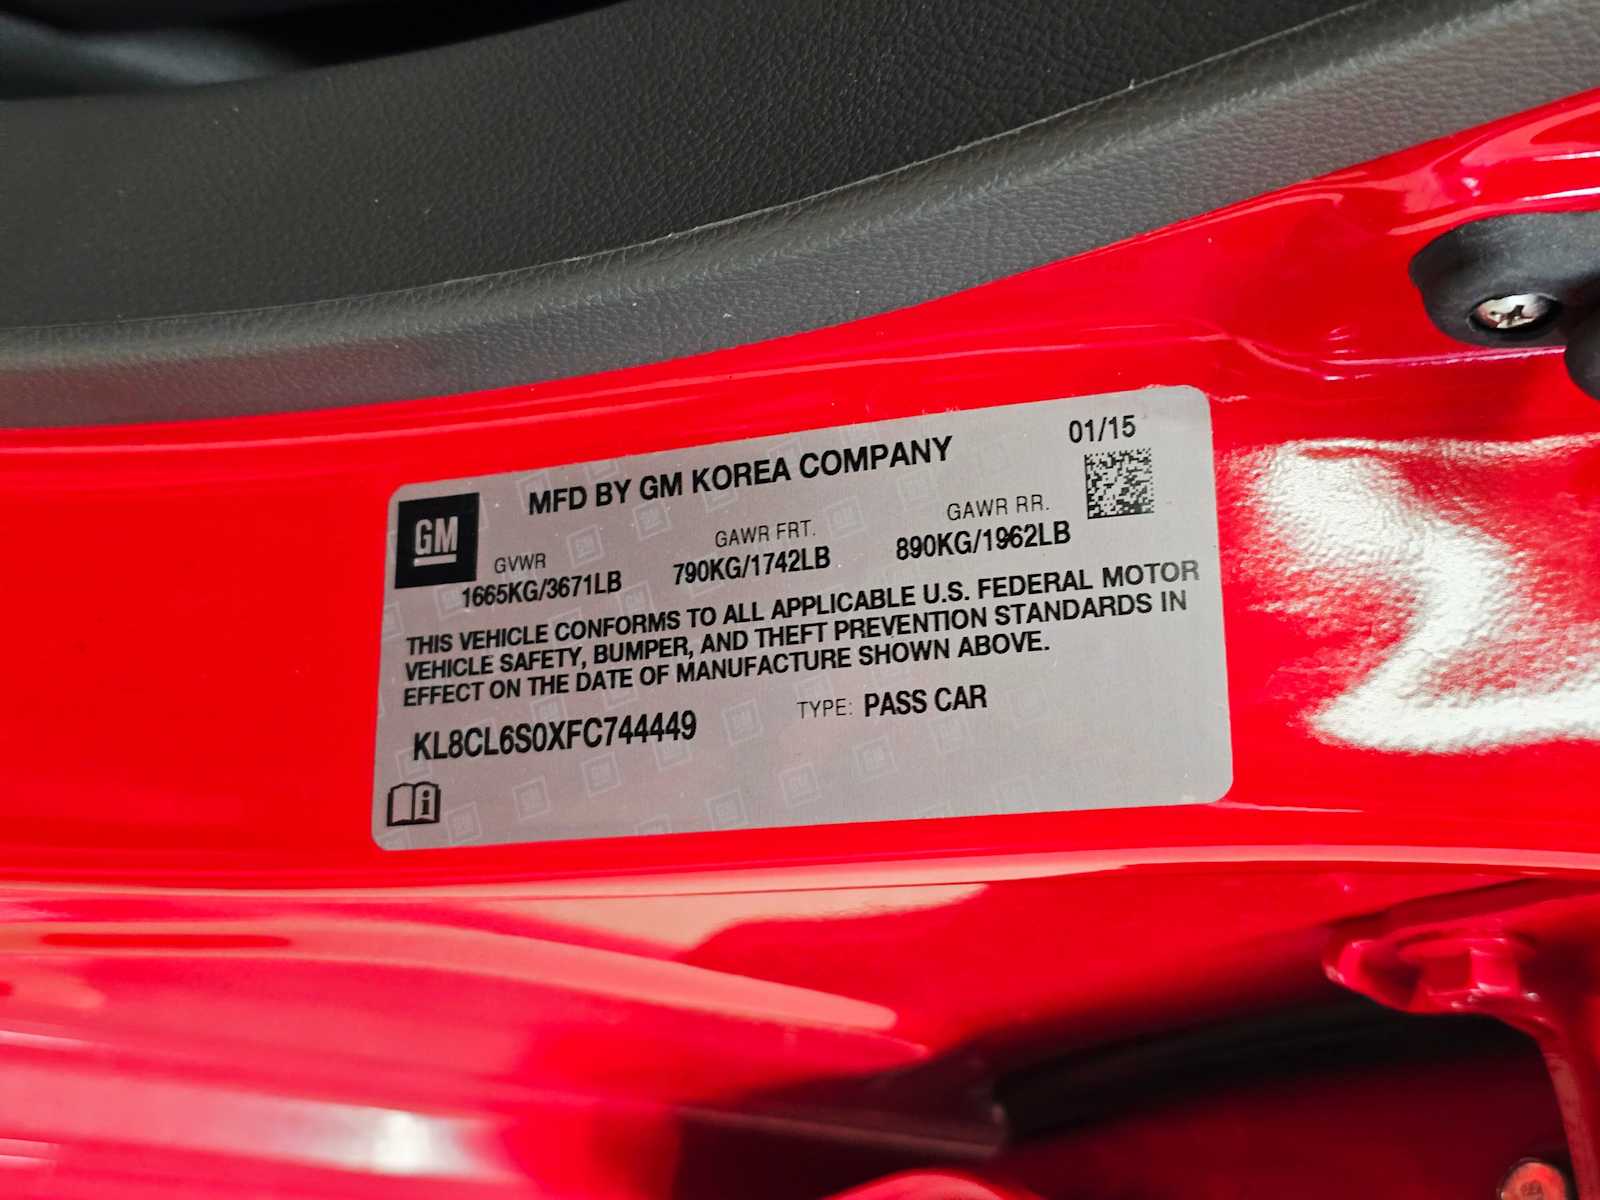 MFD BY GM KOREA COMPANY 01/15
GM
GVWR GAWR FRT. GAWR RR.
1665KG/3671LB 790KG/1742LB 890KG/1962LB
THIS VEHICLE CONFORMS TO ALL APPLICABLE U.S. FEDERAL MOTOR
VEHICLE SAFETY, BUMPER, AND THEFT PREVENTION STANDARDS IN
EFFECT ON THE DATE OF MANUFACTURE SHOWN ABOVE.
KL8CL6S0XFC744449 TYPE: PASS CAR
i